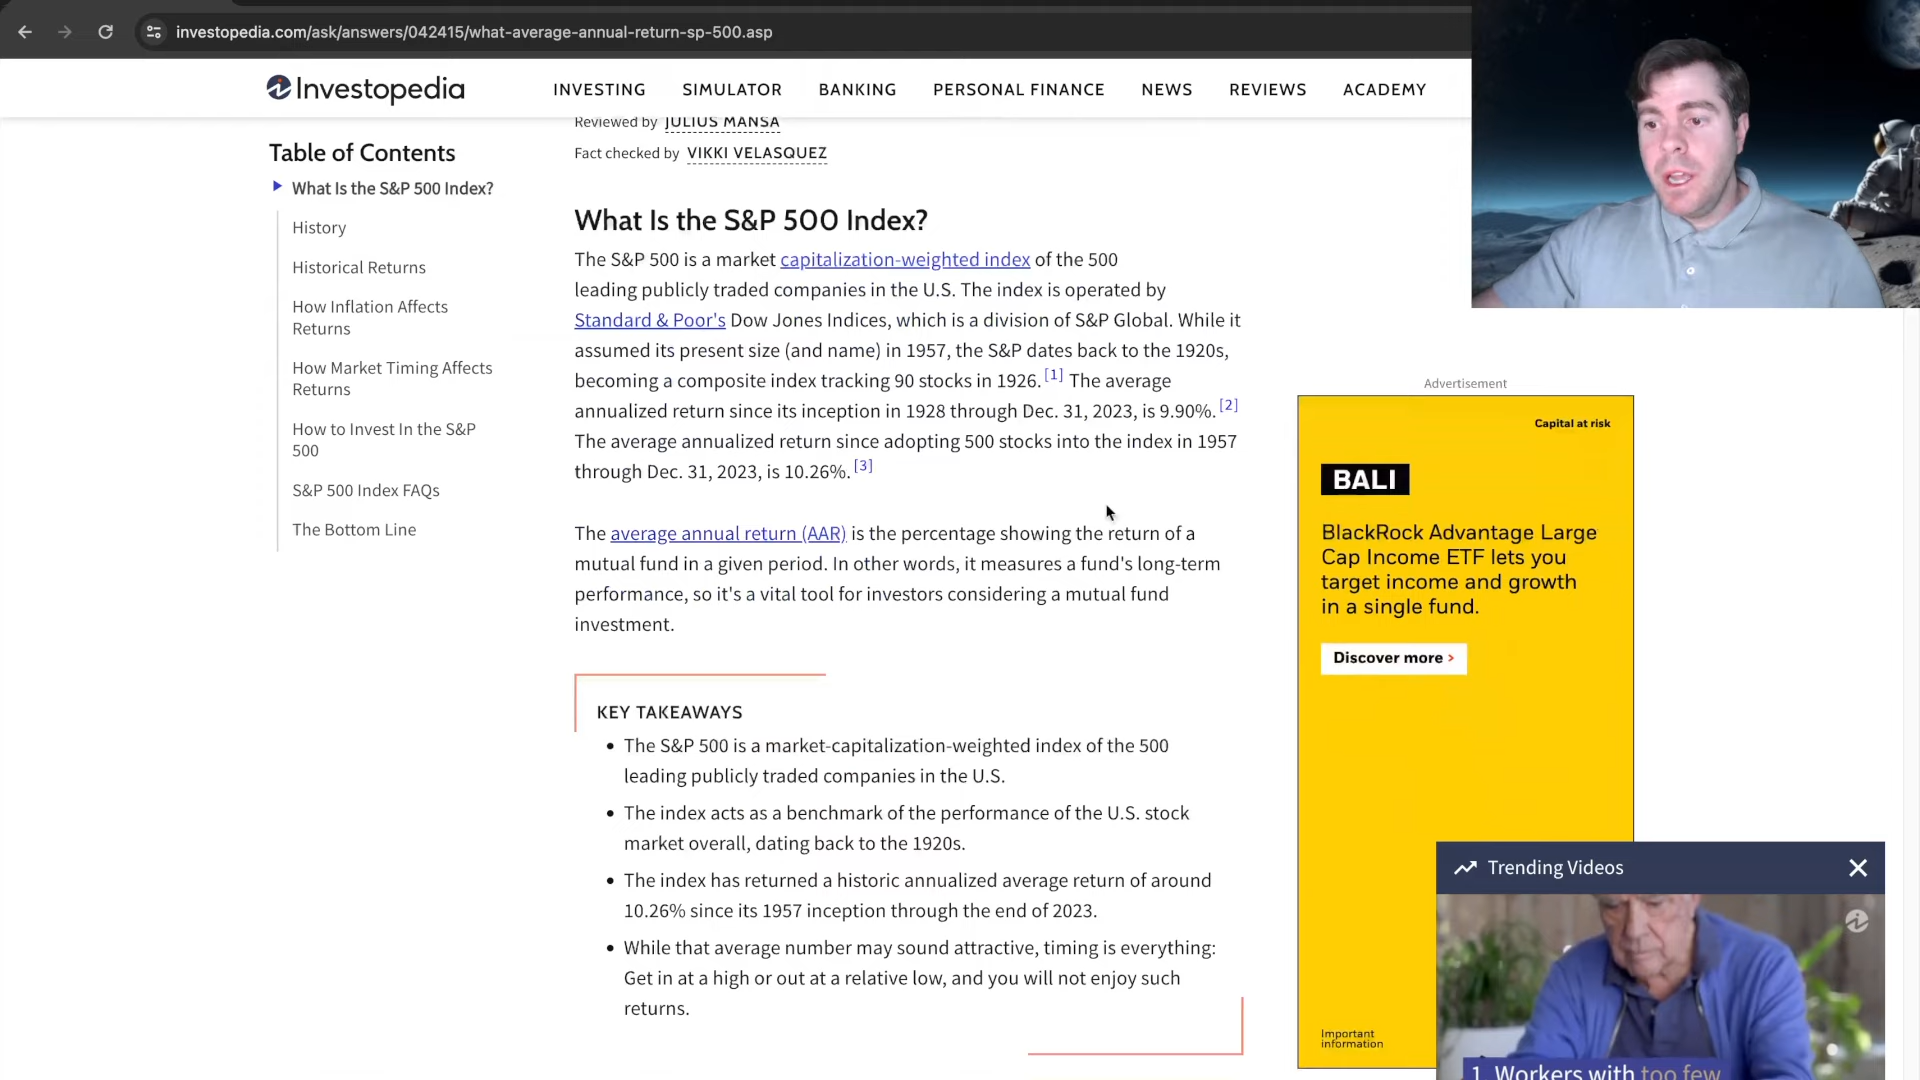 investopedia.com/ask/answers/042415/what-average-annual-return-sp-500.asp
Investopedia
INVESTING SIMULATOR BANKING PERSONAL FINANCE NEWS REVIEWS ACADEMY
Reviewed by JULIUS MANSA
Fact checked by VIKKI VELASQUEZ
Table of Contents
What Is the S&P 500 Index?
History
Historical Returns
How Inflation Affects
Returns
How Market Timing Affects
Returns
How to Invest In the S&P
500
S&P 500 Index FAQs
The Bottom Line
What Is the S&P 500 Index?
The S&P 500 is a market capitalization-weighted index of the 500
leading publicly traded companies in the U.S. The index is operated by
Standard & Poor's Dow Jones Indices, which is a division of S&P Global. While it
assumed its present size (and name) in 1957, the S&P dates back to the 1920s,
becoming a composite index tracking 90 stocks in 1926. [1] The average
annualized return since its inception in 1928 through Dec. 31, 2023, is 9.90%. [2]
The average annualized return since adopting 500 stocks into the index in 1957
through Dec. 31, 2023, is 10.26%. [3]
The average annual return (AAR) is the percentage showing the return of a
mutual fund in a given period. In other words, it measures a fund's long-term
performance, so it's a vital tool for investors considering a mutual fund
investment.
KEY TAKEAWAYS
• The S&P 500 is a market-capitalization-weighted index of the 500
leading publicly traded companies in the U.S.
• The index acts as a benchmark of the performance of the U.S. stock
market overall, dating back to the 1920s.
• The index has returned a historic annualized average return of around
10.26% since its 1957 inception through the end of 2023.
• While that average number may sound attractive, timing is everything:
Get in at a high or out at a relative low, and you will not enjoy such
returns.
Advertisement
Capital at risk
BALI
BlackRock Advantage Large
Cap Income ETF lets you
target income and growth
in a single fund.
Discover more >
Important
information
Trending Videos
1. Workers with too few